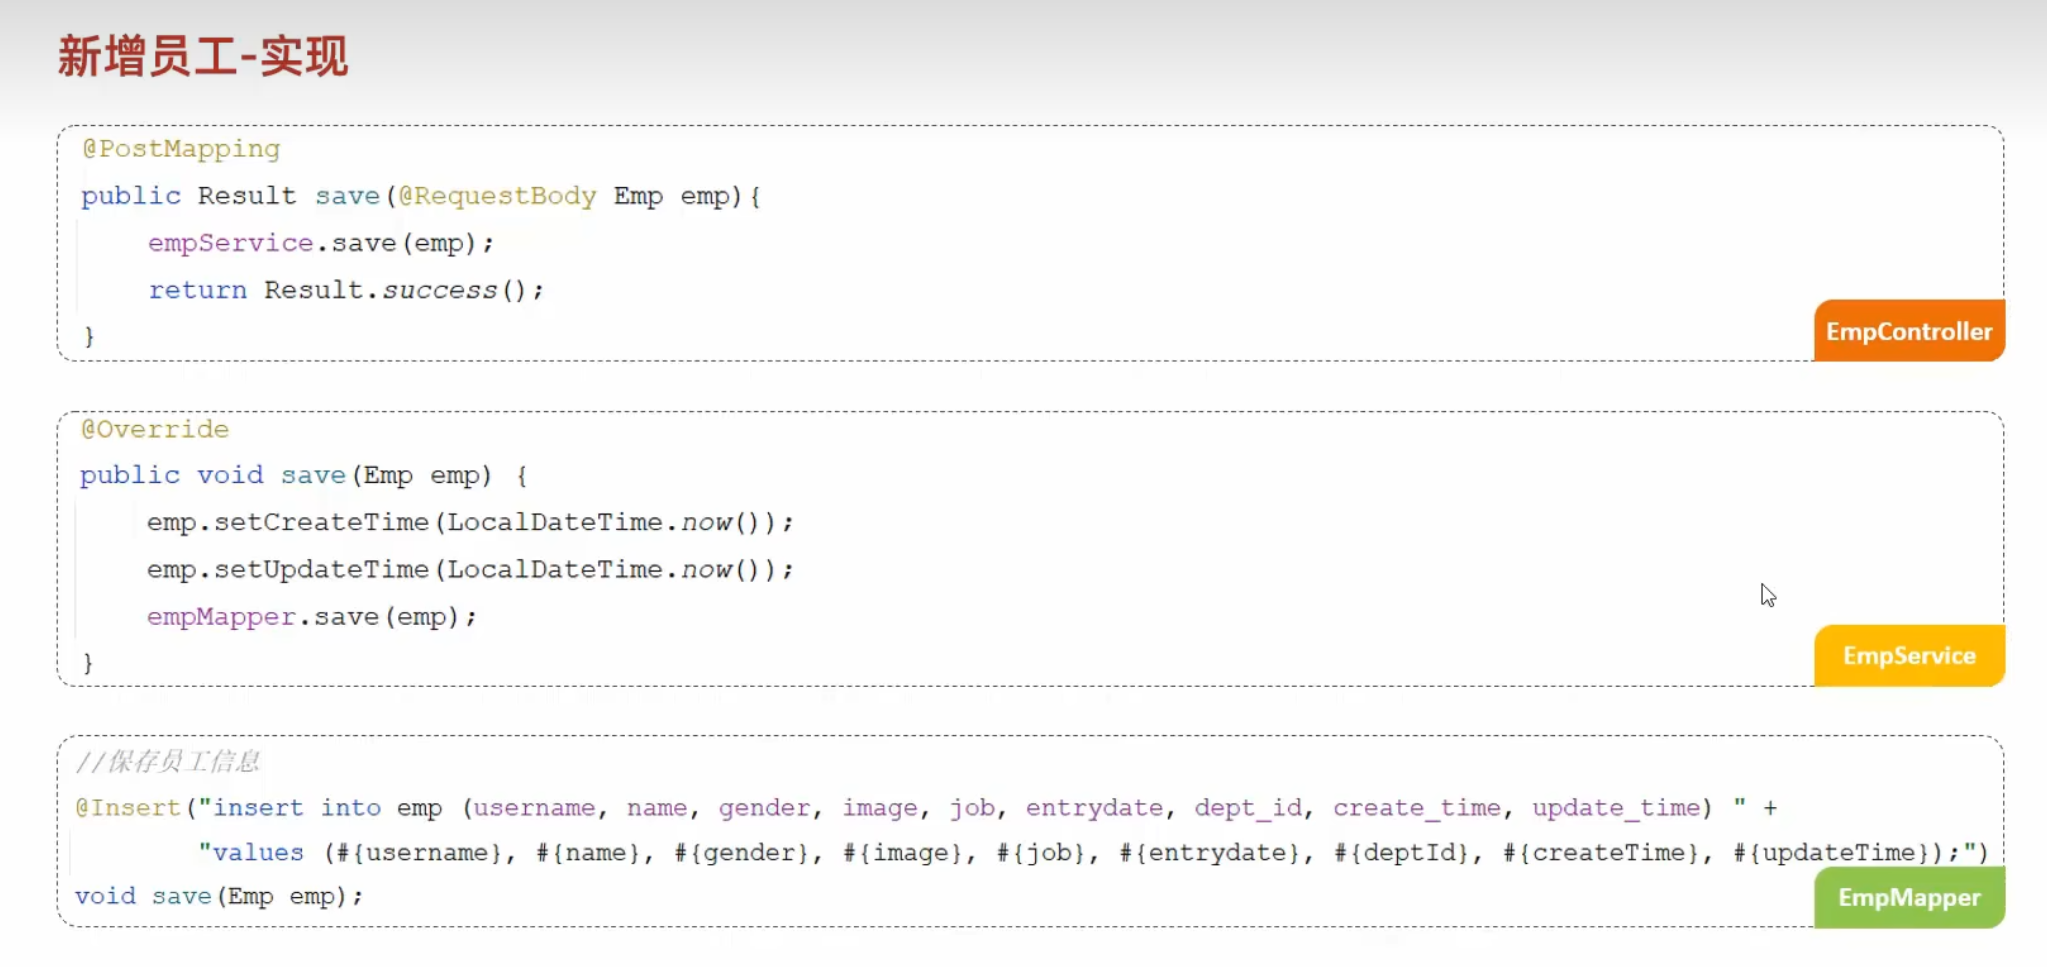 新增员工-实现
@PostMapping
public Result save(@RequestBody Emp emp){
empService.save(emp);
return Result.success();
}
EmpController
@Override
public void save(Emp emp) {
emp.setCreateTime(LocalDateTime.now());
emp.setUpdateTime(LocalDateTime.now());
empMapper.save(emp);
}
EmpService
//保存员工信息
@Insert("insert into emp (username, name, gender, image, job, entrydate, dept_id, create_time, update_time) " +
"values (#{username}, #{name}, #{gender}, #{image}, #{job}, #{entrydate}, #{deptId}, #{createTime}, #{updateTime});")
void save(Emp emp);
EmpMapper